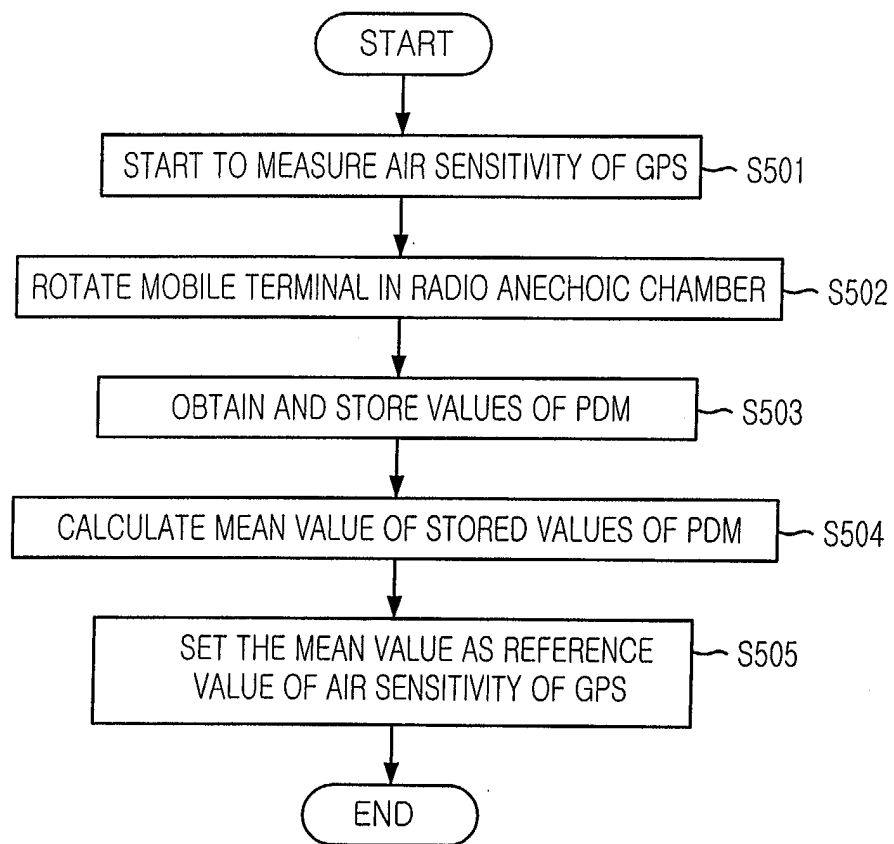 START
START TO MEASURE AIR SENSITIVITY OF GPS
S501
ROTATE MOBILE TERMINAL IN RADIO ANECHOIC CHAMBER
S502
OBTAIN AND STORE VALUES OF PDM
S503
CALCULATE MEAN VALUE OF STORED VALUES OF PDM
S504
SET THE MEAN VALUE AS REFERENCE
VALUE OF AIR SENSITIVITY OF GPS
S505
END